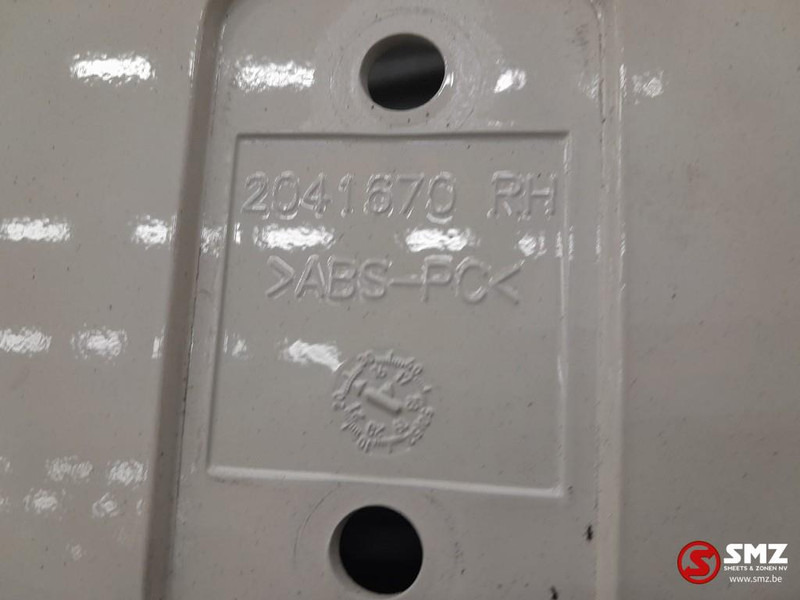 2041670 RH
>ABS-PC<
SMZ
SHEETS & ZONEN NV
www.smz.be